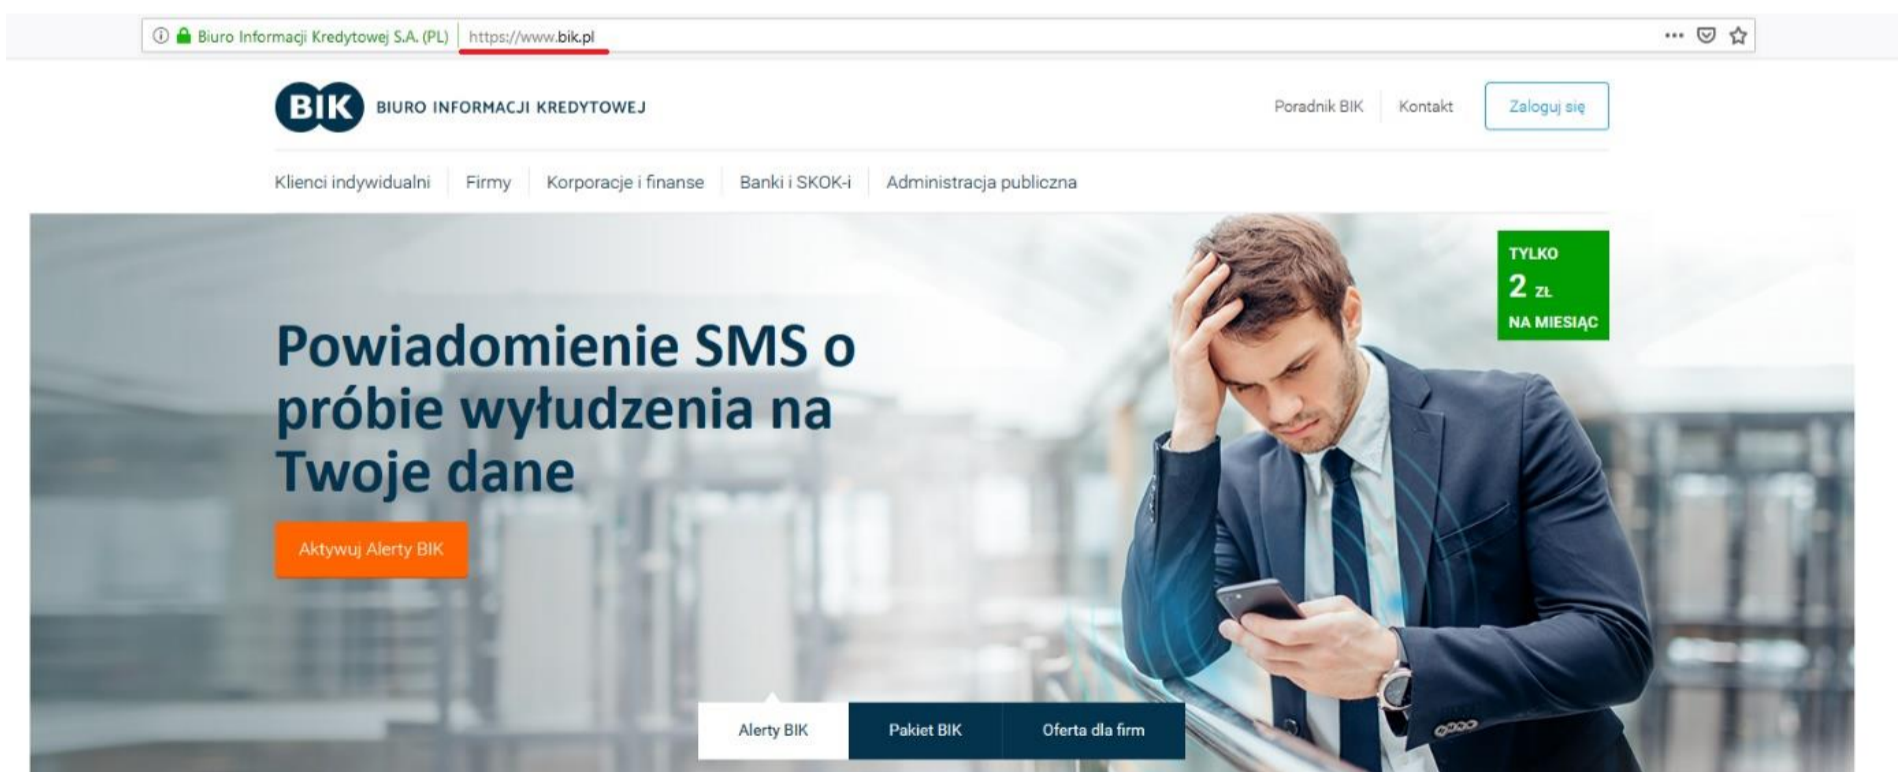 Biuro Informacji Kredytowej S.A. (PL) https://www.bik.pl
BIK BIURO INFORMACJI KREDYTOWEJ
Poradnik BIK Kontakt Zaloguj się
Klienci indywidualni Firmy Korporacje i finanse Banki i SKOK-i Administracja publiczna
TYLKO
2 ZŁ
NA MIESIĄC
Powiadomienie SMS o
próbie wyłudzenia na
Twoje dane
Aktywuj Alerty BIK
Alerty BIK Pakiet BIK Oferta dla firm